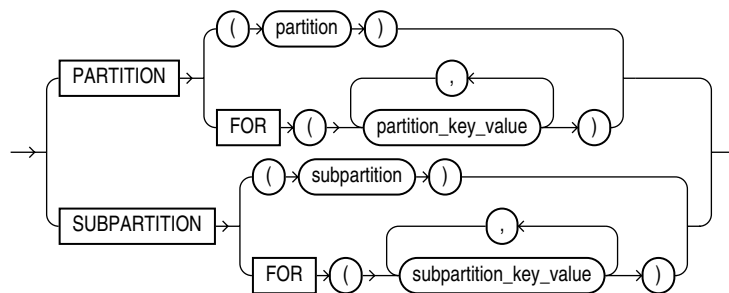 ( partition )
PARTITION
,
FOR ( partition_key_value )
( subpartition )
SUBPARTITION
,
FOR ( subpartition_key_value )